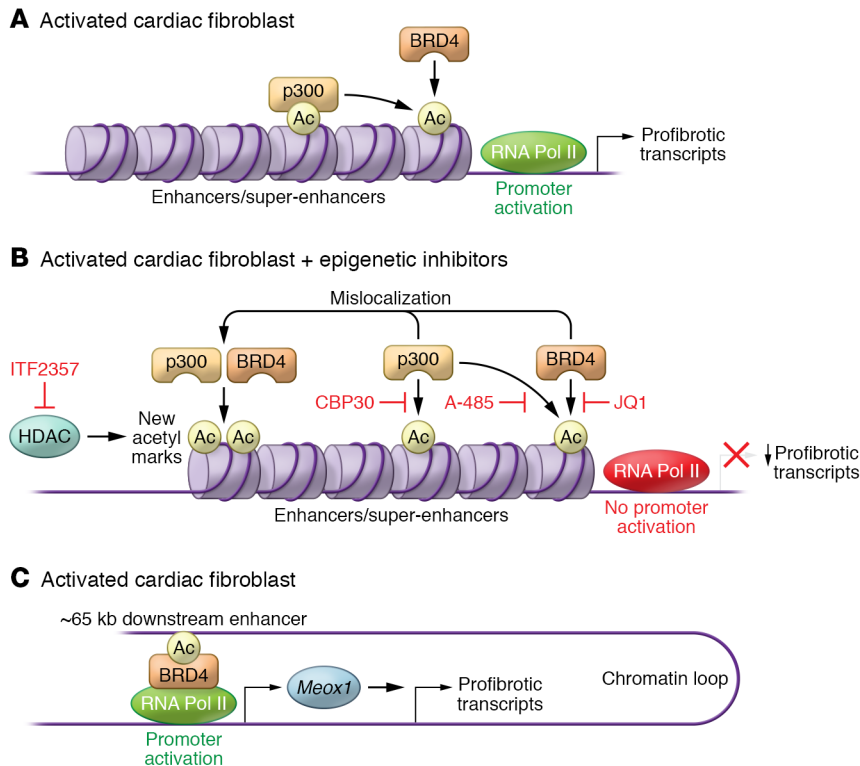 A Activated cardiac fibroblast
BRD4
p300
Ac
Ac
RNA Pol II
Profibrotic
transcripts
Enhancers/super-enhancers
Promoter
activation
B Activated cardiac fibroblast + epigenetic inhibitors
Mislocalization
ITF2357
p300
BRD4
p300
BRD4
CBP30
A-485
JQ1
HDAC
New
acetyl
marks
Ac
Ac
Ac
Ac
RNA Pol II
Profibrotic
transcripts
Enhancers/super-enhancers
No promoter
activation
C Activated cardiac fibroblast
~65 kb downstream enhancer
Ac
BRD4
RNA Pol II
Meox1
Profibrotic
transcripts
Chromatin loop
Promoter
activation